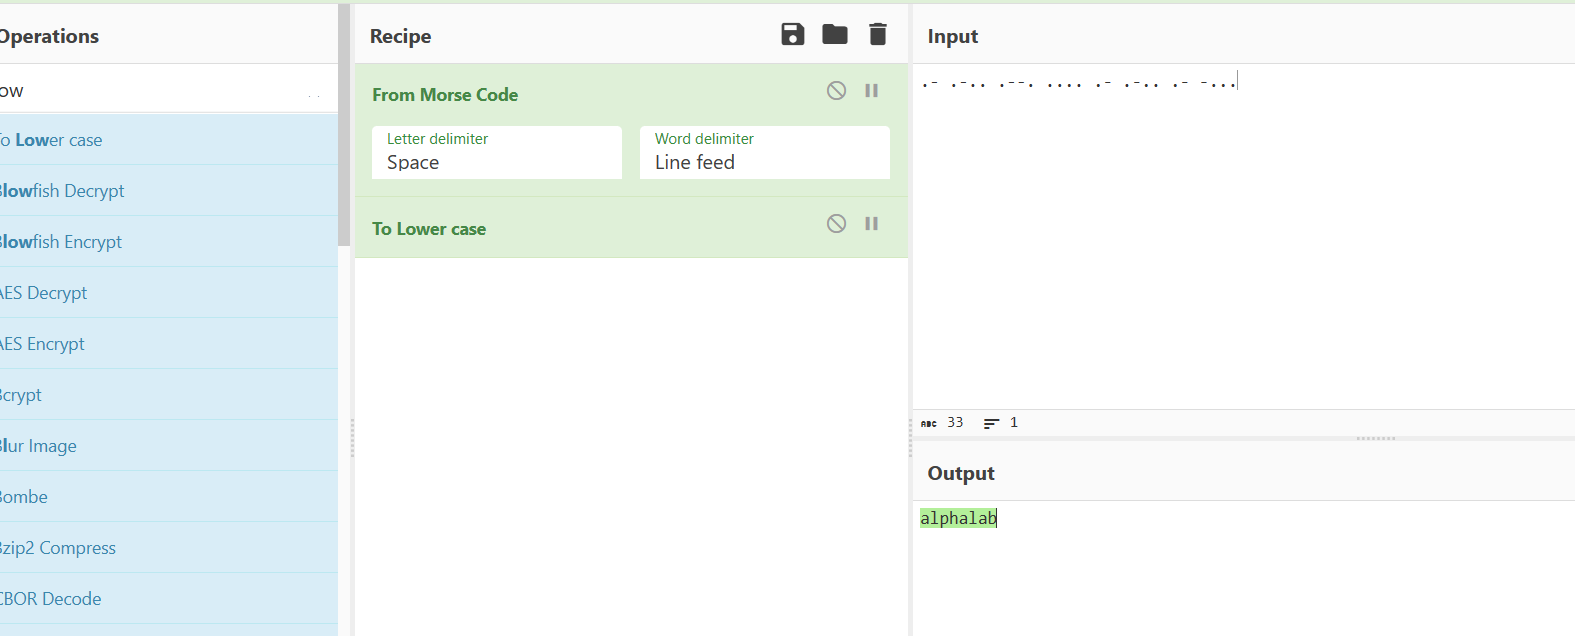 Operations
ow
To Lower case
Blowfish Decrypt
Blowfish Encrypt
AES Decrypt
AES Encrypt
Bcrypt
Blur Image
Bombe
Bzip2 Compress
CBOR Decode
Recipe
From Morse Code
Letter delimiter
Space
Word delimiter
Line feed
To Lower case
Input
.- .-.. .--. .... .- .-.. .- -...
ABC 33 1
Output
alphalab